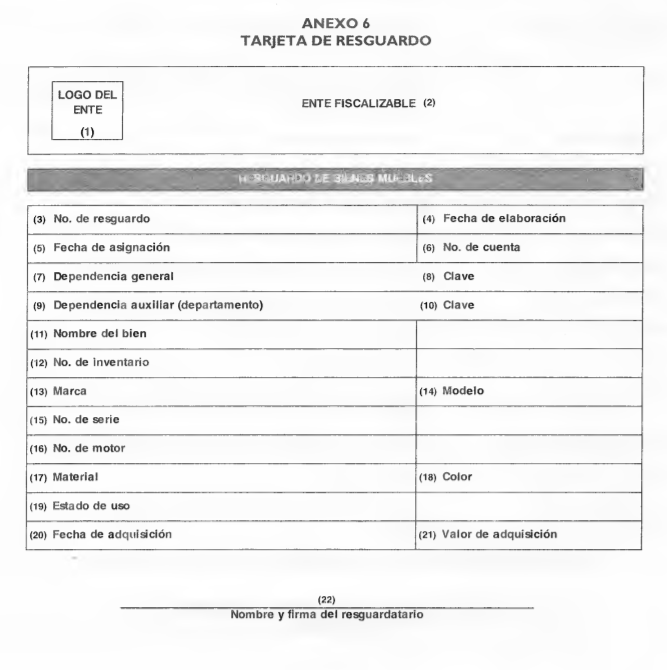 ANEXO 6
TARJETA DE RESGUARDO
LOGO DEL
ENTE
(1)
ENTE FISCALIZABLE (2)
RESGUARDO DE BIENES MUEBLES
(3) No. de resguardo (4) Fecha de elaboración
(5) Fecha de asignación (6) No. de cuenta
(7) Dependencia general (8) Clave
(9) Dependencia auxiliar (departamento) (10) Clave
(11) Nombre del bien
(12) No. de inventario
(13) Marca (14) Modelo
(15) No. de serie
(16) No. de motor
(17) Material (18) Color
(19) Estado de uso
(20) Fecha de adquisición (21) Valor de adquisición
(22)
Nombre y firma del resguardatario